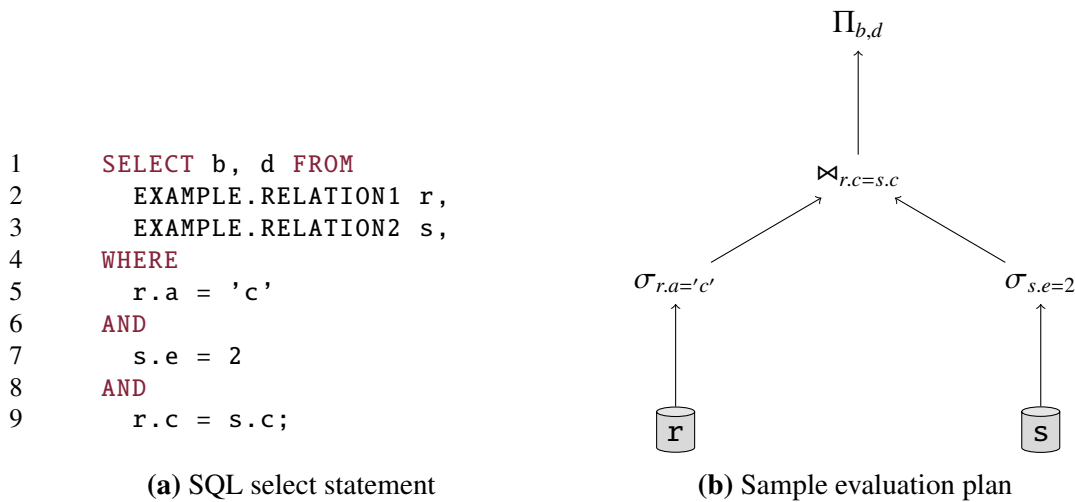 1 SELECT b, d FROM
2 EXAMPLE.RELATION1 r,
3 EXAMPLE.RELATION2 s,
4 WHERE
5 r.a = 'c'
6 AND
7 s.e = 2
8 AND
9 r.c = s.c;
(a) SQL select statement
Π_{b,d}
⋈_{r.c=s.c}
σ_{r.a='c'} σ_{s.e=2}
r s
(b) Sample evaluation plan